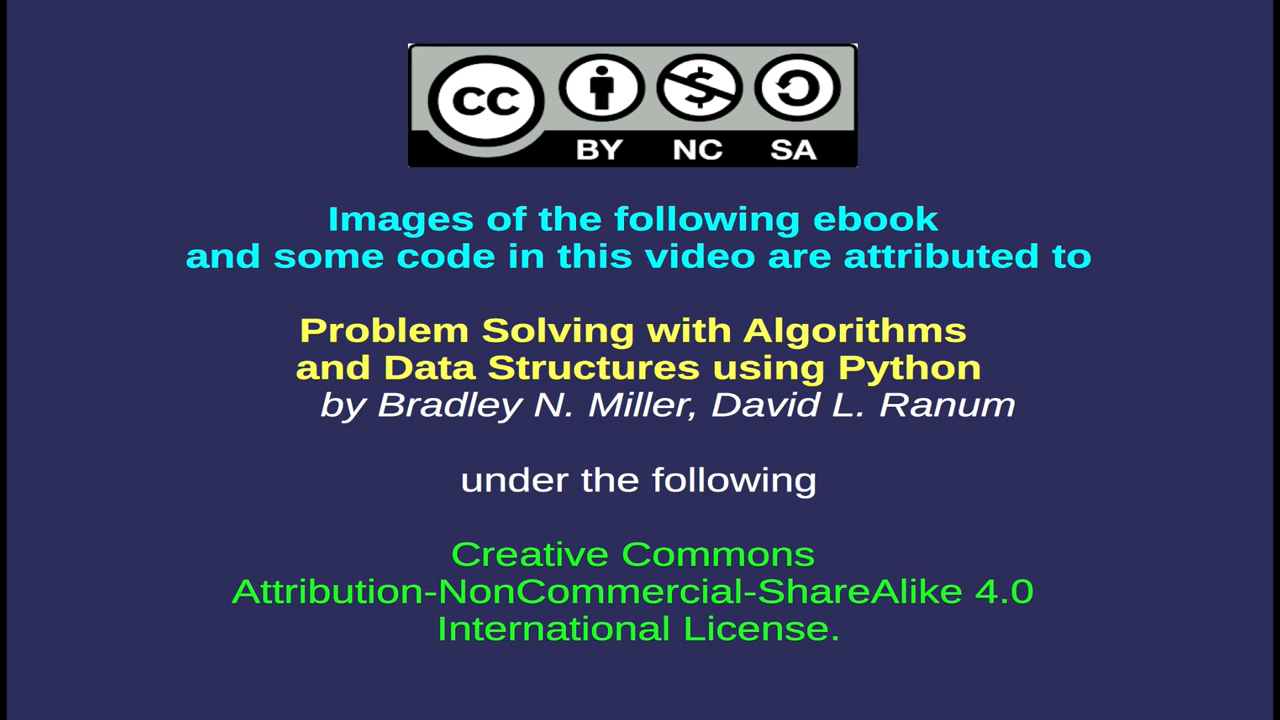 CC
BY NC SA
Images of the following ebook
and some code in this video are attributed to
Problem Solving with Algorithms
and Data Structures using Python
by Bradley N. Miller, David L. Ranum
under the following
Creative Commons
Attribution-NonCommercial-ShareAlike 4.0
International License.